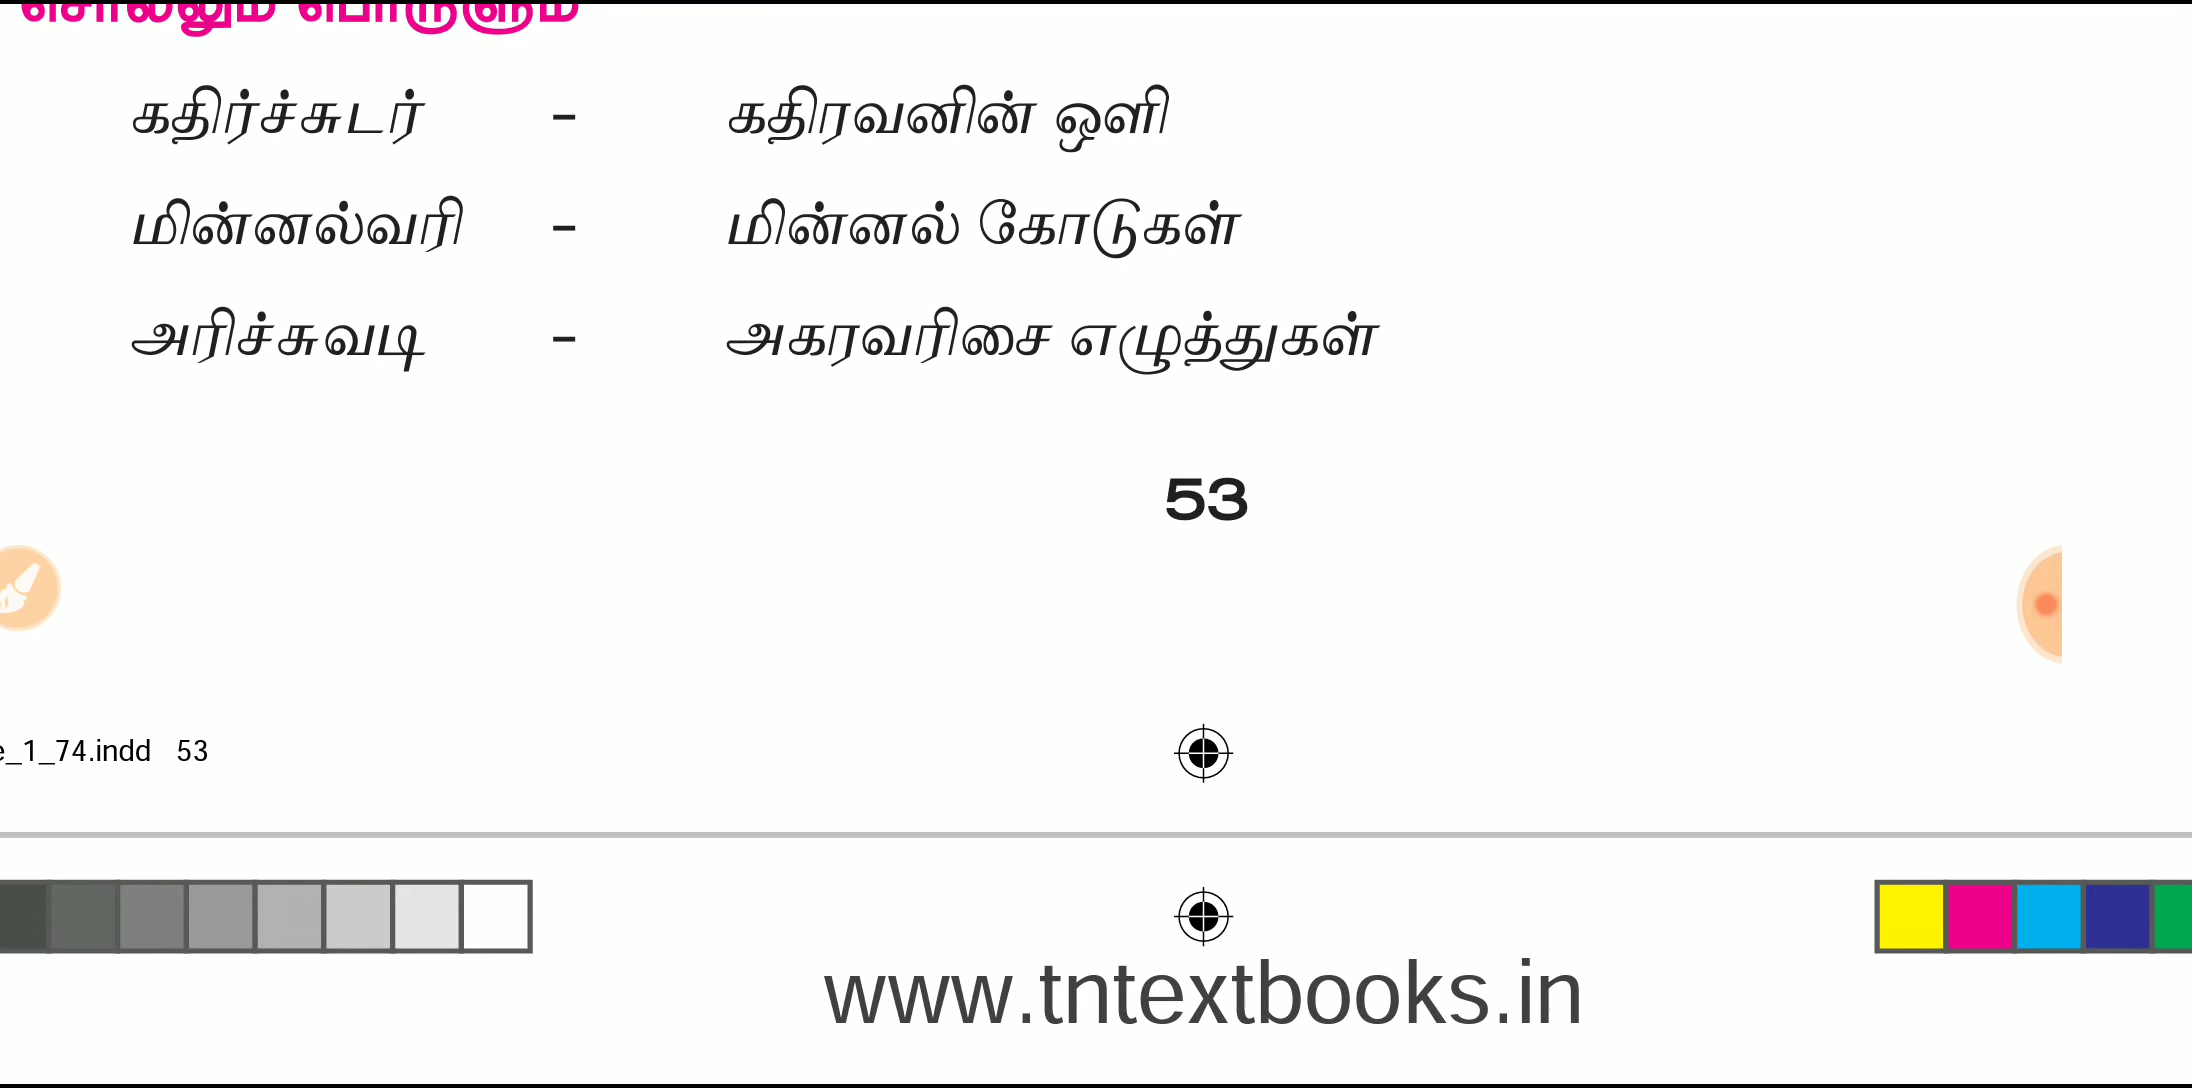 சொல்லும் பொருளும்
கதிர்ச்சுடர் - கதிரவனின் ஒளி
மின்னல்வரி - மின்னல் கோடுகள்
அரிச்சுவடி - அகரவரிசை எழுத்துகள்
53
e_1_74.indd 53
www.tntextbooks.in